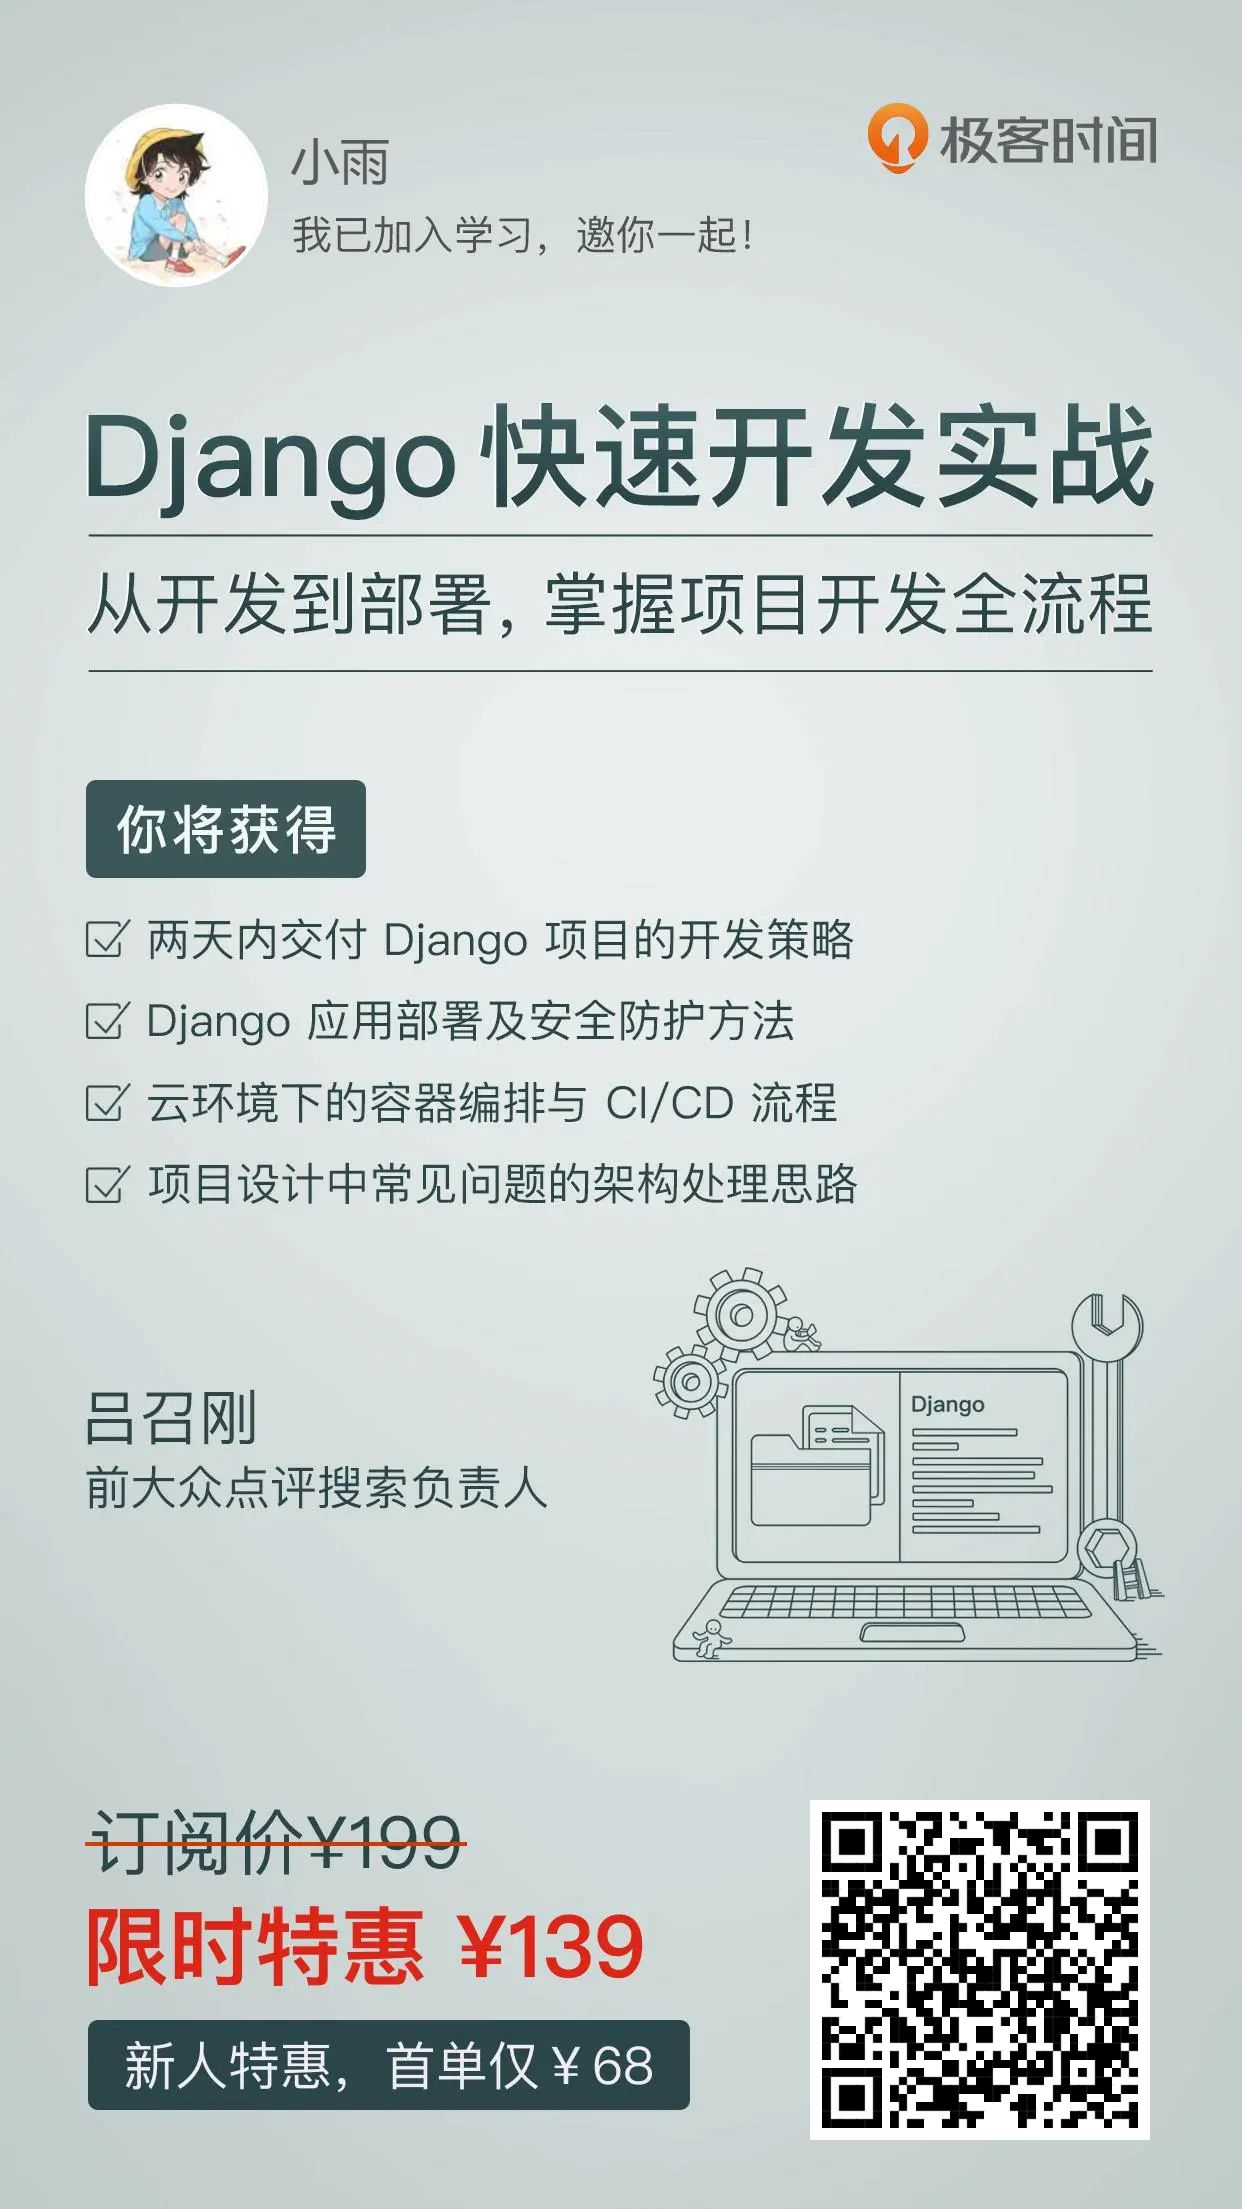 小雨
极客时间
我已加入学习，邀你一起！
Django 快速开发实战
从开发到部署，掌握项目开发全流程
你将获得
两天内交付 Django 项目的开发策略
Django 应用部署及安全防护方法
云环境下的容器编排与 CI/CD 流程
项目设计中常见问题的架构处理思路
Django
吕召刚
前大众点评搜索负责人
订阅价¥199
限时特惠 ¥139
新人特惠，首单仅 ¥ 68